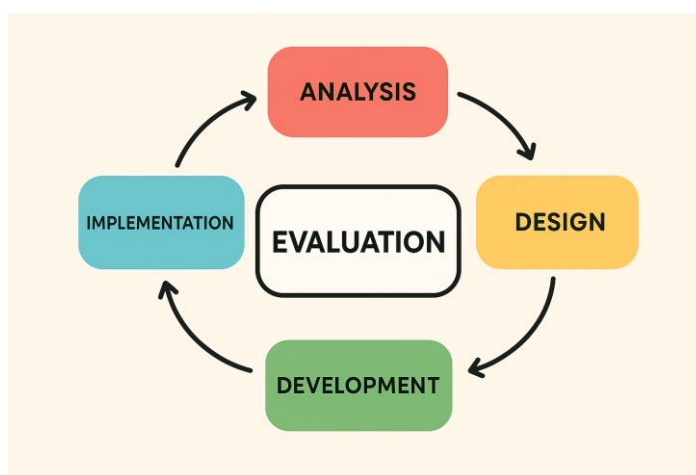 ANALYSIS
IMPLEMENTATION
EVALUATION
DESIGN
DEVELOPMENT